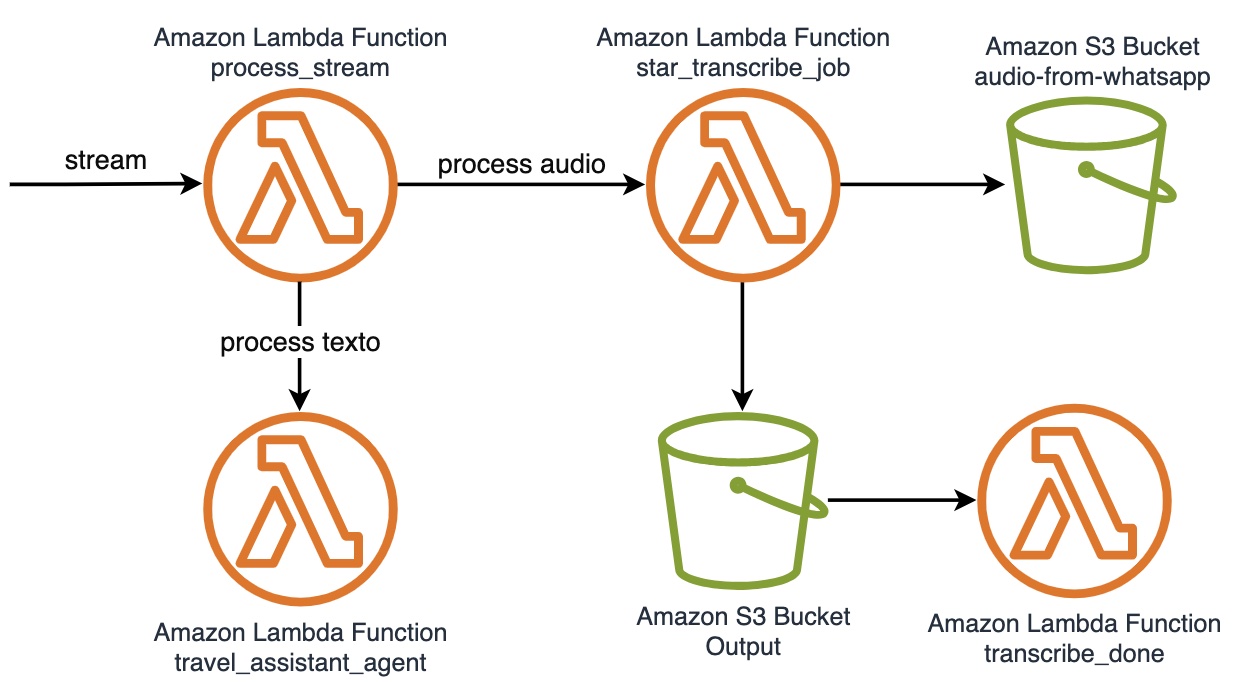 Amazon Lambda Function
process_stream
Amazon Lambda Function
star_transcribe_job
Amazon S3 Bucket
audio-from-whatsapp
stream
process audio
process texto
Amazon Lambda Function
travel_assistant_agent
Amazon S3 Bucket
Output
Amazon Lambda Function
transcribe_done